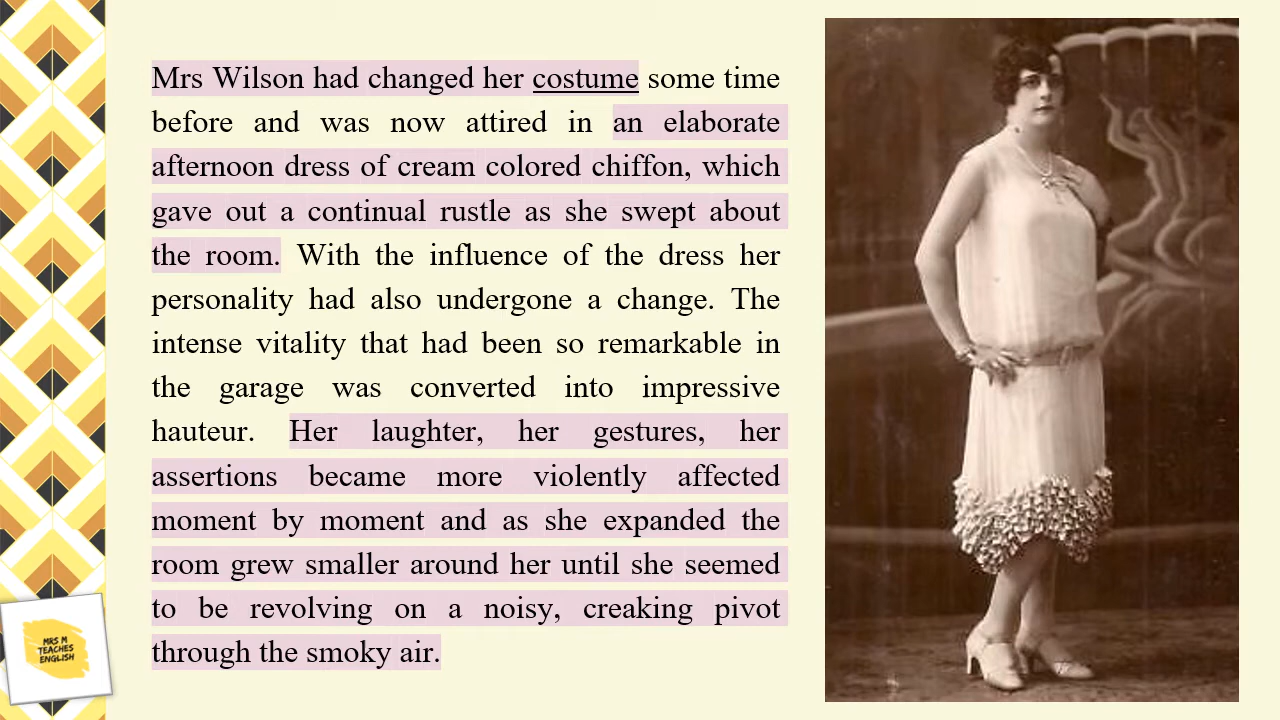 Mrs Wilson had changed her costume some time
before and was now attired in an elaborate
afternoon dress of cream colored chiffon, which
gave out a continual rustle as she swept about
the room. With the influence of the dress her
personality had also undergone a change. The
intense vitality that had been so remarkable in
the garage was converted into impressive
hauteur. Her laughter, her gestures, her
assertions became more violently affected
moment by moment and as she expanded the
room grew smaller around her until she seemed
to be revolving on a noisy, creaking pivot
through the smoky air.
MRS M
TEACHES
ENGLISH